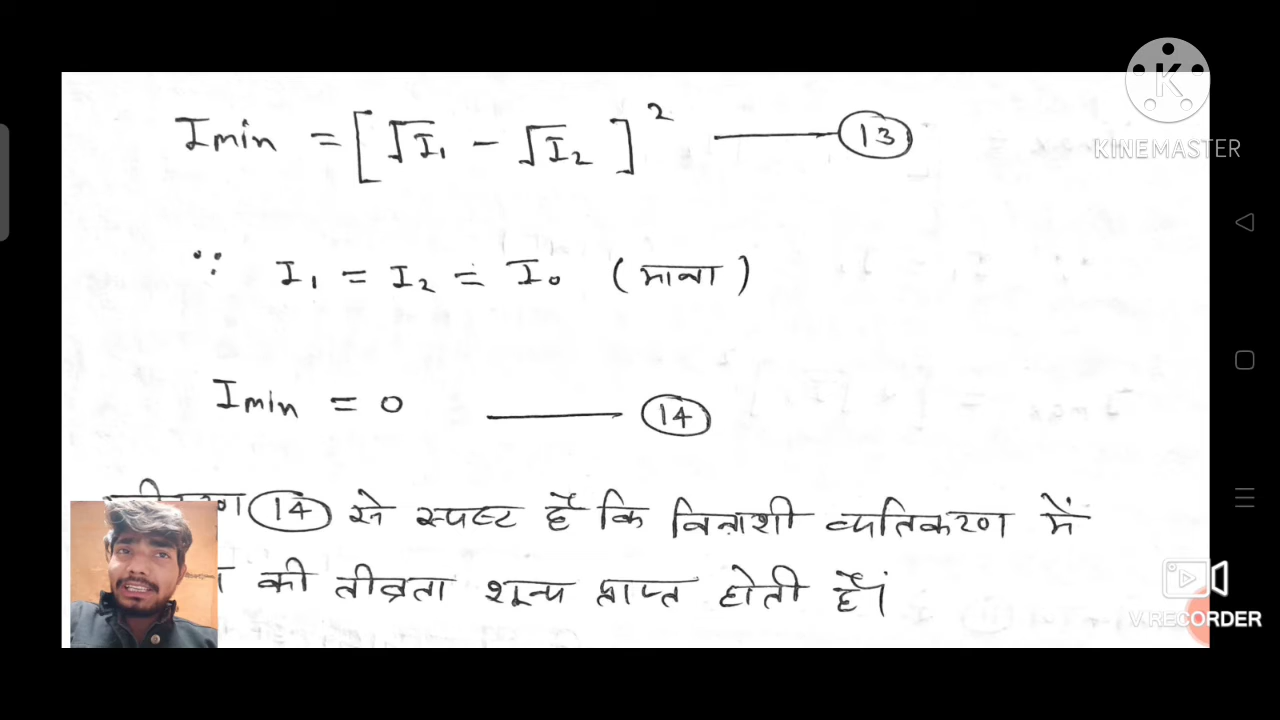 Imin = [√I₁ - √I₂]² —— 13
∵ I₁ = I₂ = I₀ (माना)
Imin = 0 —— 14
14 से स्पष्ट हैं कि विनाशी व्यतिकरण में
की तीव्रता शून्य प्राप्त होती हैं।
K
KINEMASTER
V.RECORDER